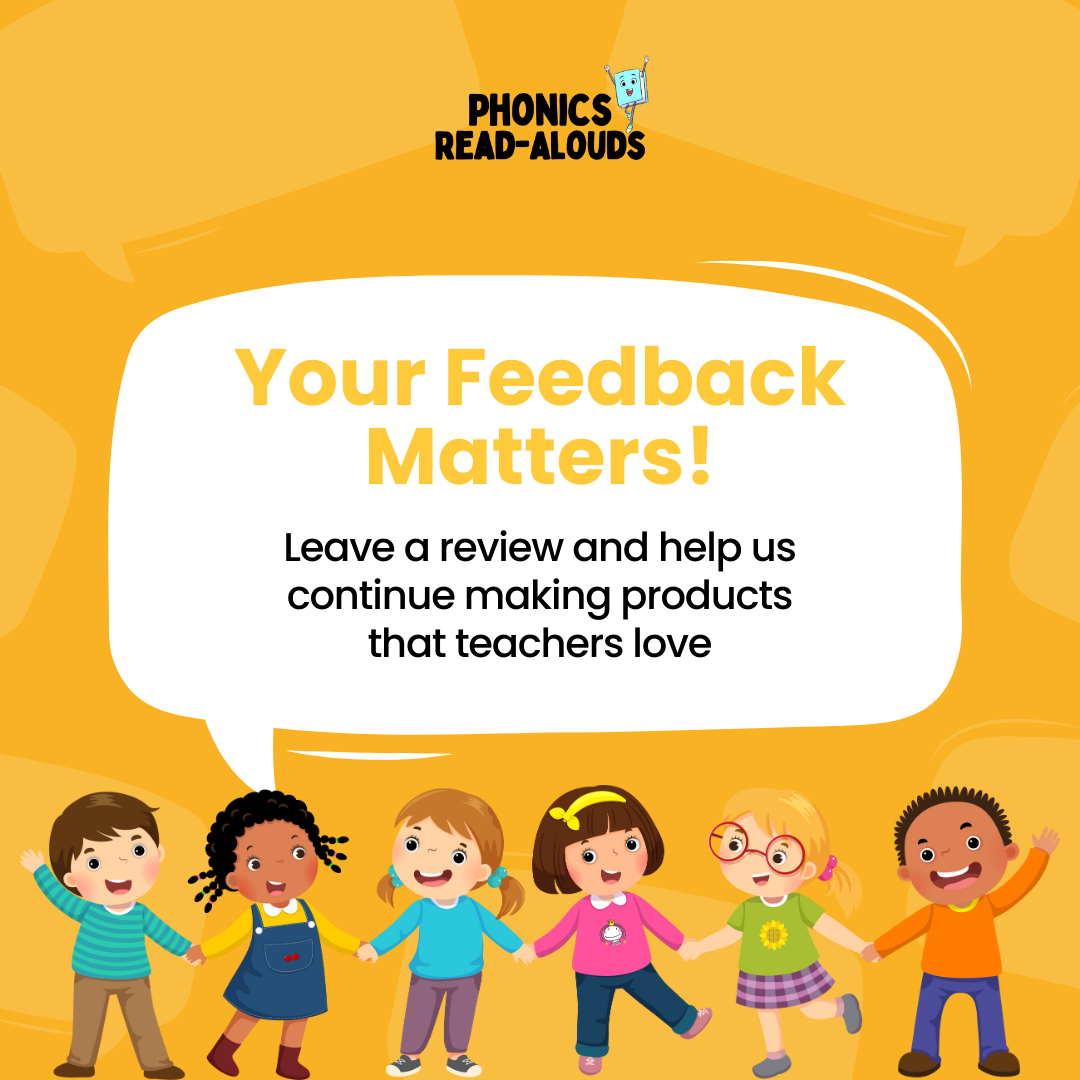 PHONICS
READ-ALOUDS
Your Feedback
Matters!
Leave a review and help us
continue making products
that teachers love